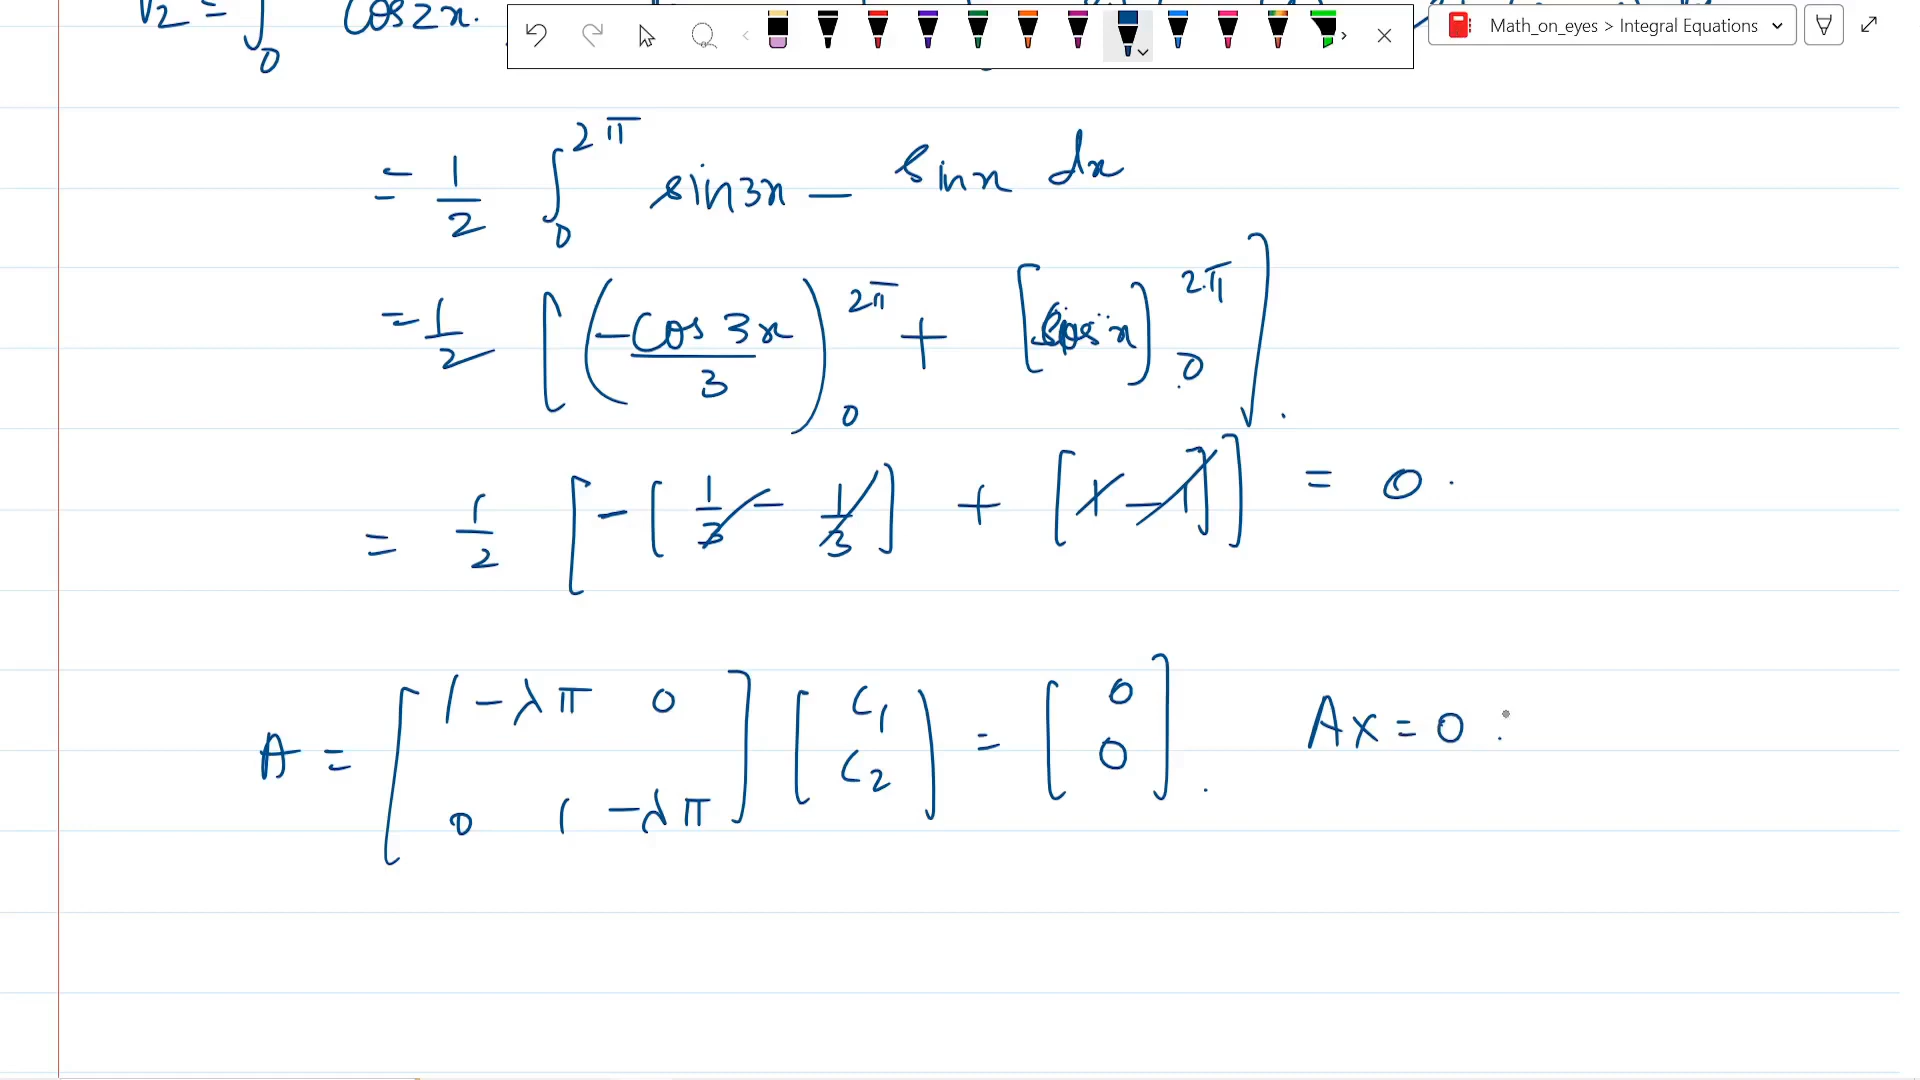 Math_on_eyes > Integral Equations
= ∫₀ cos2x.
= 1/2 ∫₀^{2π} sin3x − sinx dx
= 1/2 [ ( −cos 3x / 3 )₀^{2π} + [cos x]₀^{2π} ].
= 1/2 [ − [ 1/3 − 1/3 ] + [ 1 − 1 ] ] = 0.
A = [ 1 − λπ 0 ; 0 1 − λπ ] [ C₁ ; C₂ ] = [ 0 ; 0 ]. AX = 0 :